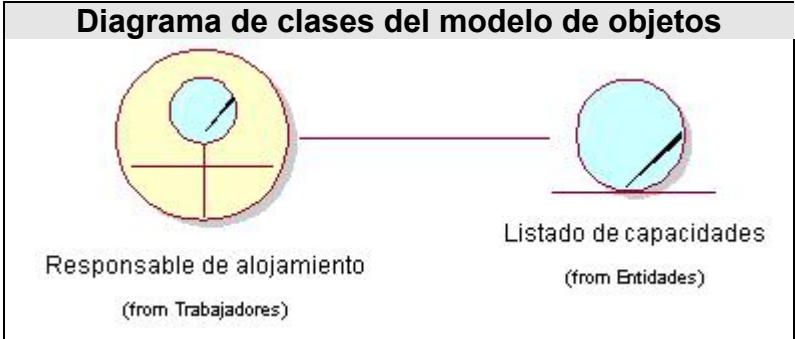 Diagrama de clases del modelo de objetos
Responsable de alojamiento
(from Trabajadores)
Listado de capacidades
(from Entidades)